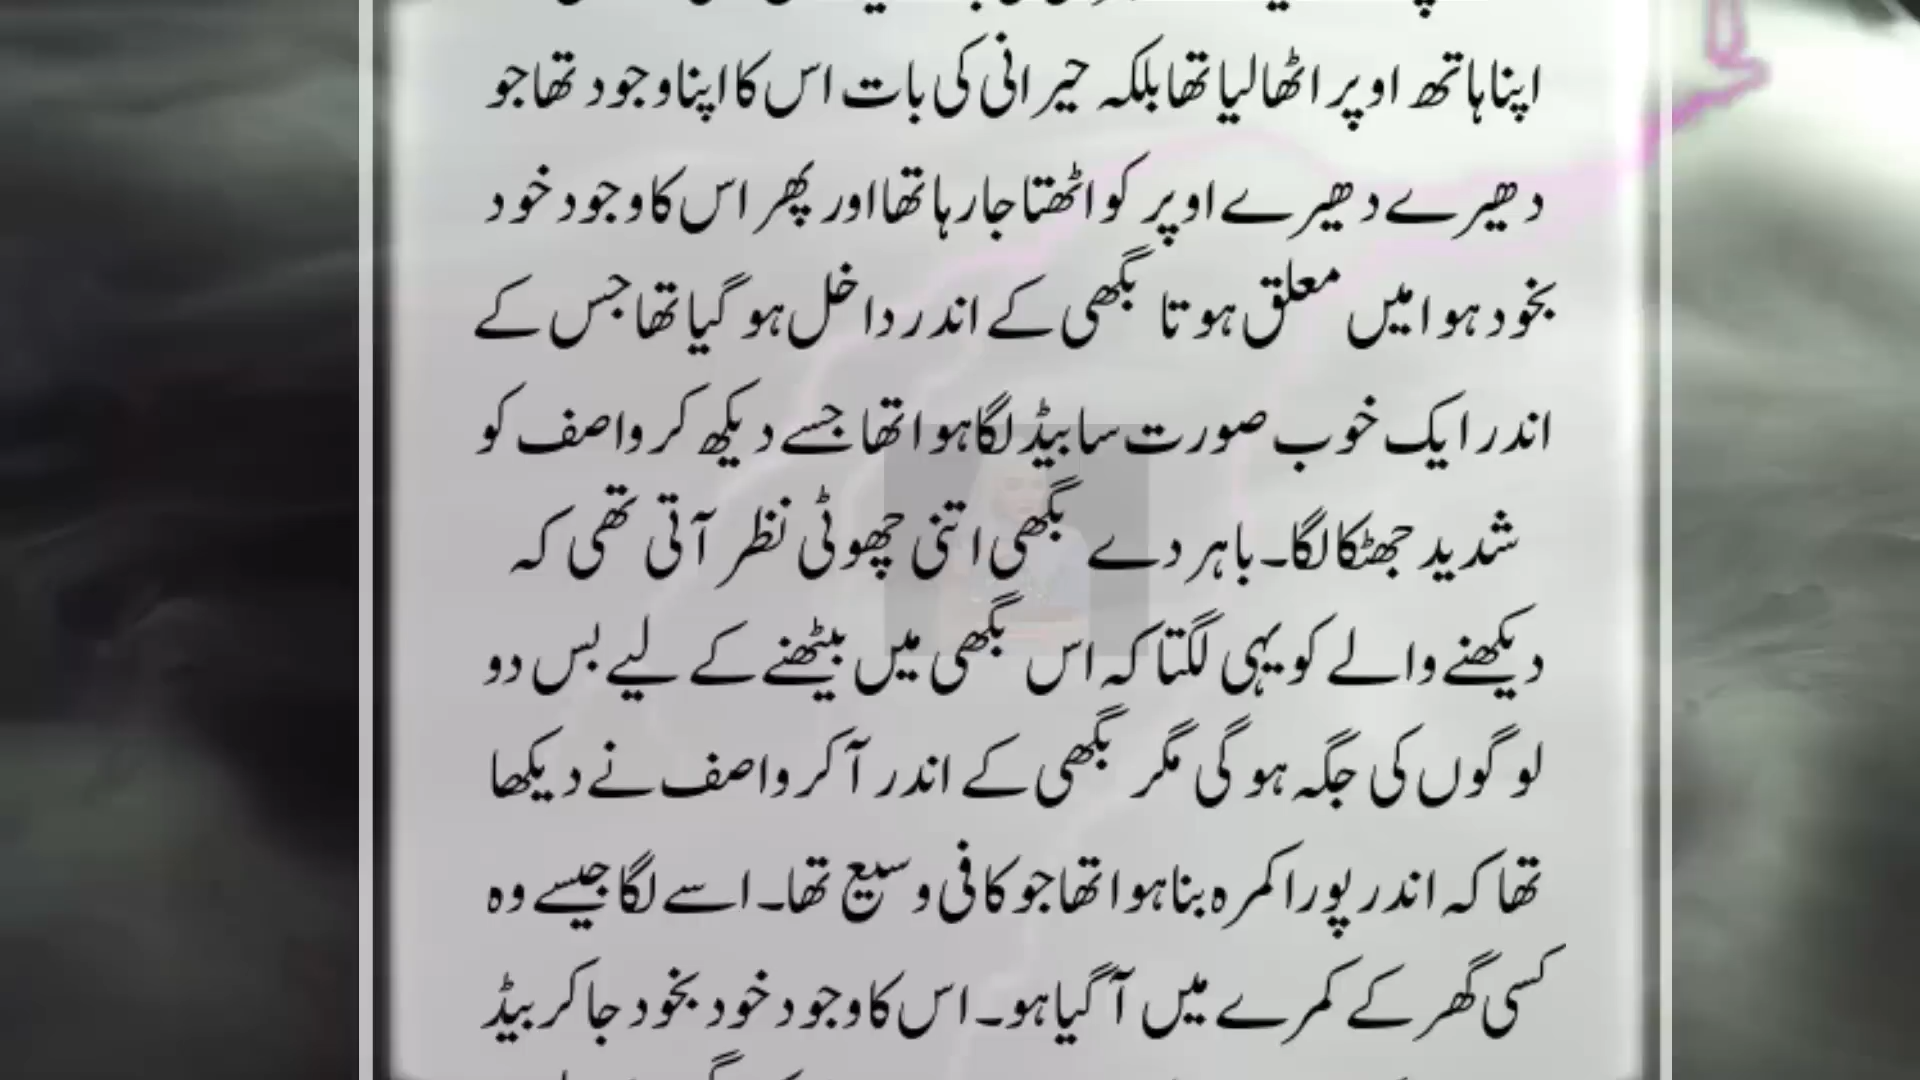 اپنا ہاتھ اوپر اٹھا لیا تھا بلکہ حیرانی کی بات اس کا اپنا وجود تھا جو
دھیرے دھیرے اوپر کو اٹھتا جا رہا تھا اور پھر اس کا وجود خود
بخود ہوا میں معلق ہوتا بگھی کے اندر داخل ہو گیا تھا جس کے
اندر ایک خوب صورت سا بیڈ لگا ہوا تھا جسے دیکھ کر واصف کو
شدید جھٹکا لگا۔ باہر دے بگھی اتنی چھوٹی نظر آتی تھی کہ
دیکھنے والے کو یہی لگتا کہ اس بگھی میں بیٹھنے کے لیے بس دو
لوگوں کی جگہ ہو گی مگر بگھی کے اندر آ کر واصف نے دیکھا
تھا کہ اندر پورا کمرہ بنا ہوا تھا جو کافی وسیع تھا۔ اسے لگا جیسے وہ
کسی گھر کے کمرے میں آ گیا ہو۔ اس کا وجود خود بخود جا کر بیڈ